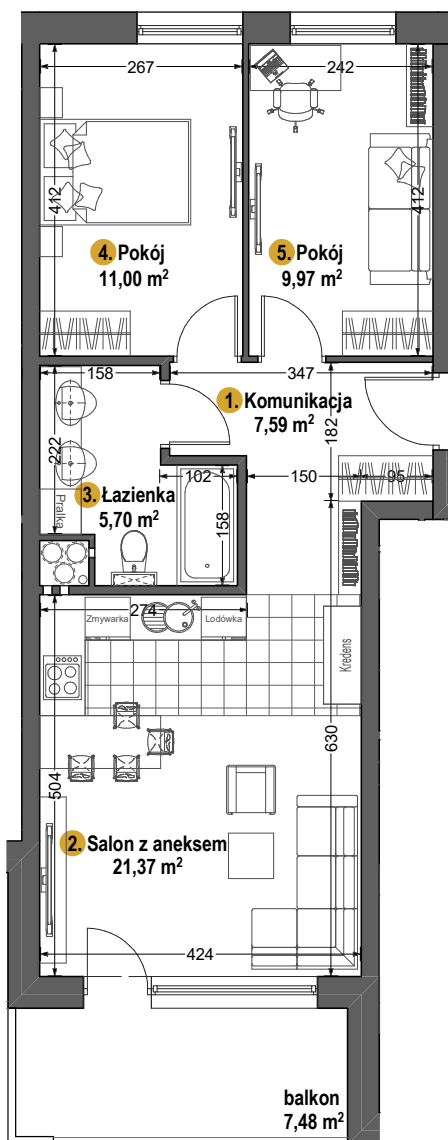 267
242
412
412
4. Pokój
11,00 m²
5. Pokój
9,97 m²
158
347
1. Komunikacja
7,59 m²
222
182
102
150
95
3. Łazienka
5,70 m²
Pralka
158
274
Zmywarka
Lodówka
Kredens
630
504
2. Salon z aneksem
21,37 m²
424
balkon
7,48 m²